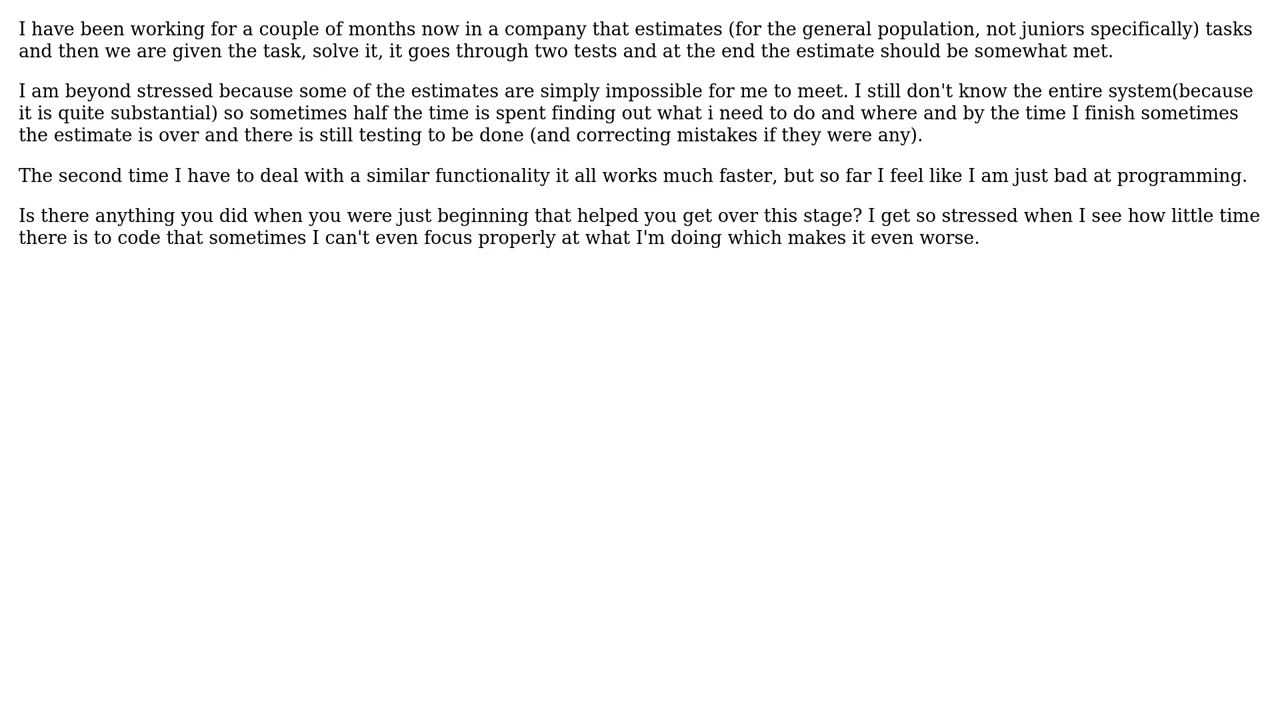 I have been working for a couple of months now in a company that estimates (for the general population, not juniors specifically) tasks
and then we are given the task, solve it, it goes through two tests and at the end the estimate should be somewhat met.
I am beyond stressed because some of the estimates are simply impossible for me to meet. I still don't know the entire system(because
it is quite substantial) so sometimes half the time is spent finding out what i need to do and where and by the time I finish sometimes
the estimate is over and there is still testing to be done (and correcting mistakes if they were any).
The second time I have to deal with a similar functionality it all works much faster, but so far I feel like I am just bad at programming.
Is there anything you did when you were just beginning that helped you get over this stage? I get so stressed when I see how little time
there is to code that sometimes I can't even focus properly at what I'm doing which makes it even worse.